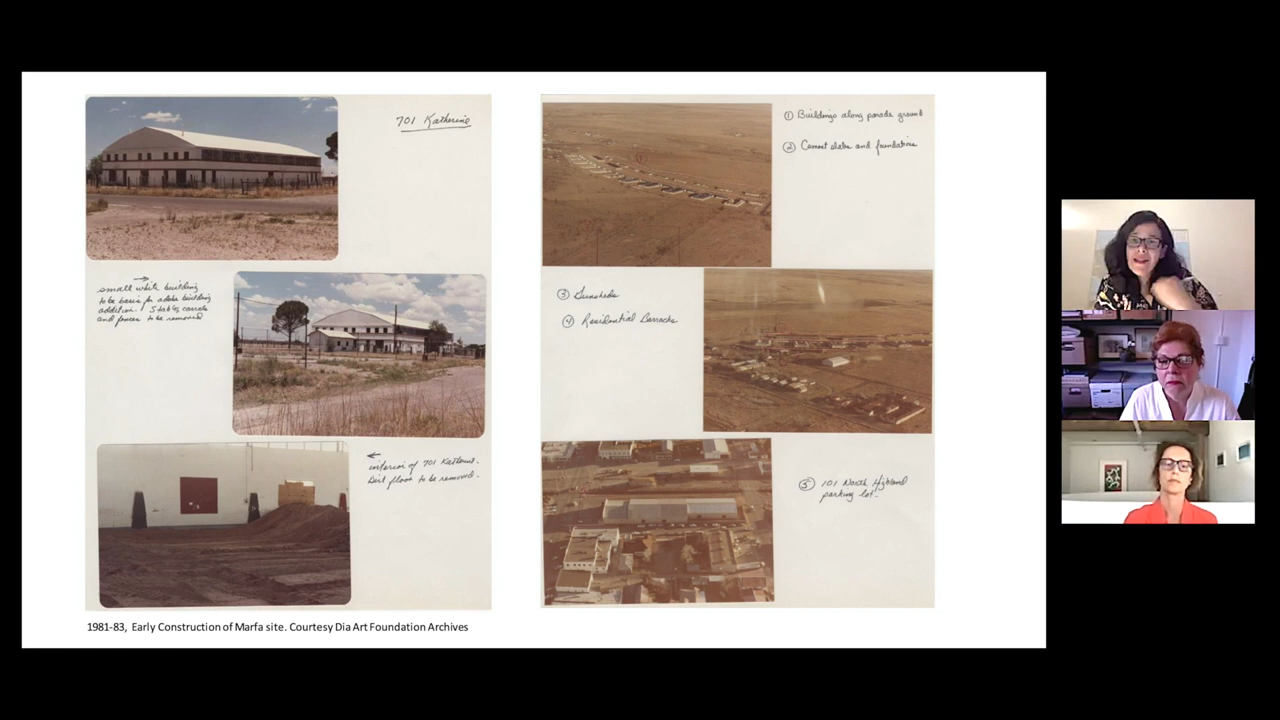 701 Katherine
→
small white building
to be basis for adobe building
addition. Stables corrals
and fences to be removed
←
interior of 701 Katherine.
Dirt floor to be removed.
① Buildings along parade ground
② Cement slabs and foundations
③ Gunsheds
④ Residential Barracks
⑤ 101 North Highland
parking lot.
1981-83, Early Construction of Marfa site. Courtesy Dia Art Foundation Archives